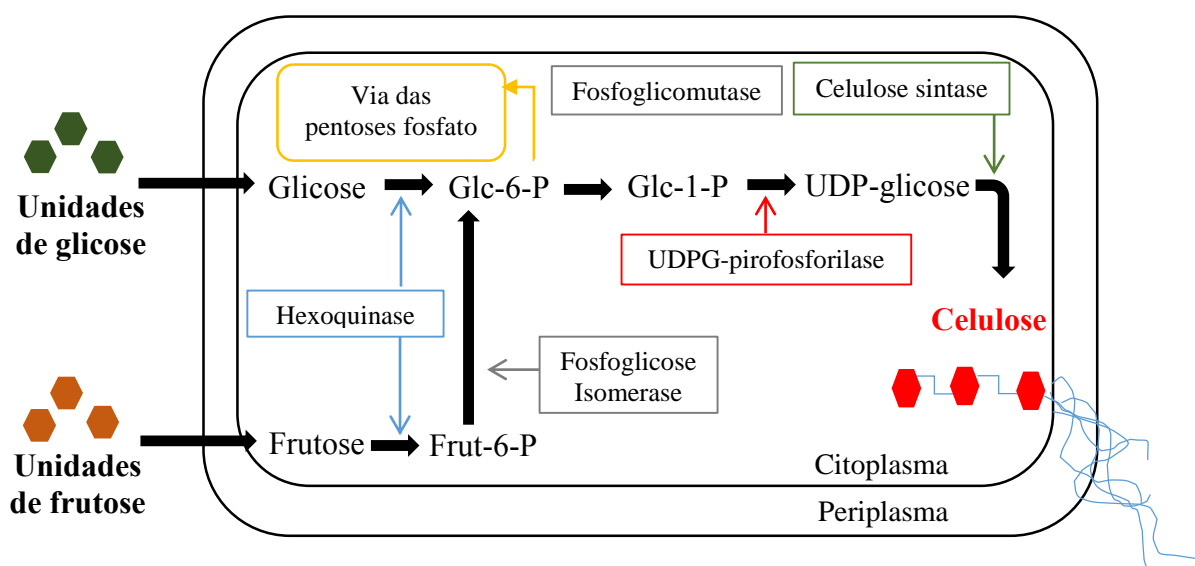 Via das
pentoses fosfato
Fosfoglicomutase
Celulose sintase
Unidades
de glicose
Glicose
Glc-6-P
Glc-1-P
UDP-glicose
UDPG-pirofosforilase
Hexoquinase
Celulose
Fosfoglicose
Isomerase
Unidades
de frutose
Frutose
Frut-6-P
Citoplasma
Periplasma